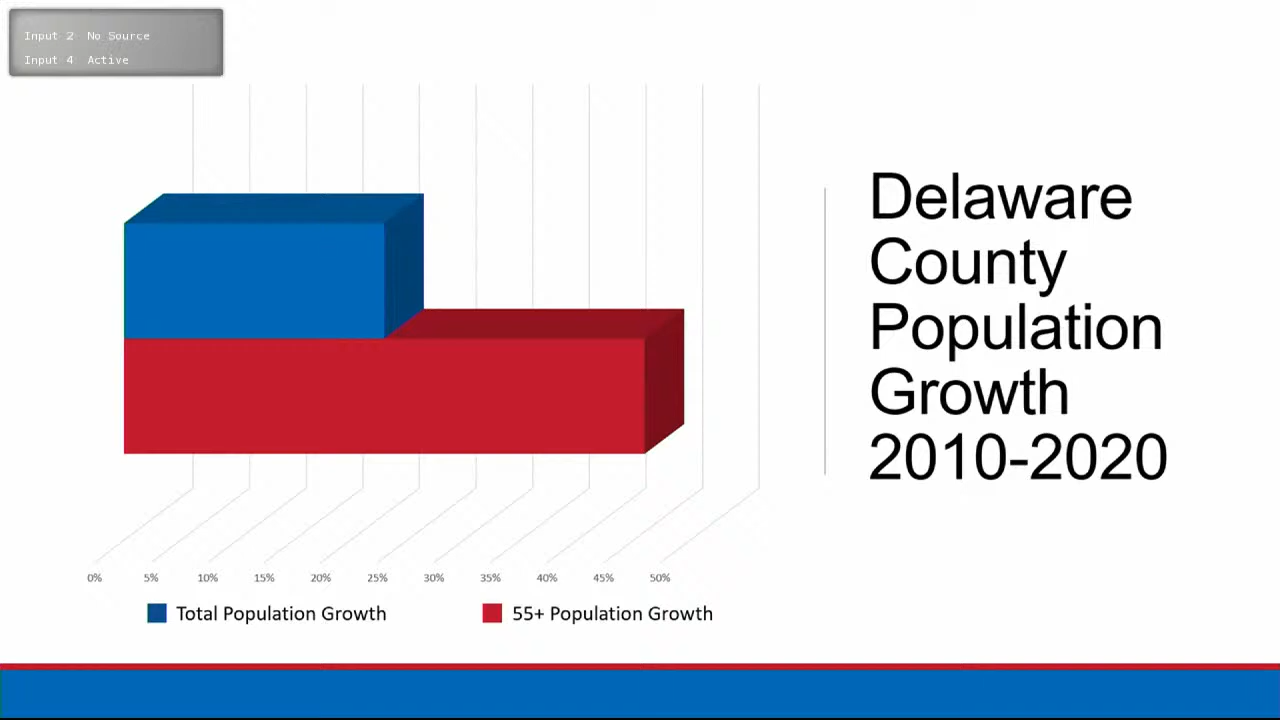 Input 2  No Source
Input 4  Active
Delaware
County
Population
Growth
2010-2020
0% 5% 10% 15% 20% 25% 30% 35% 40% 45% 50%
Total Population Growth 55+ Population Growth